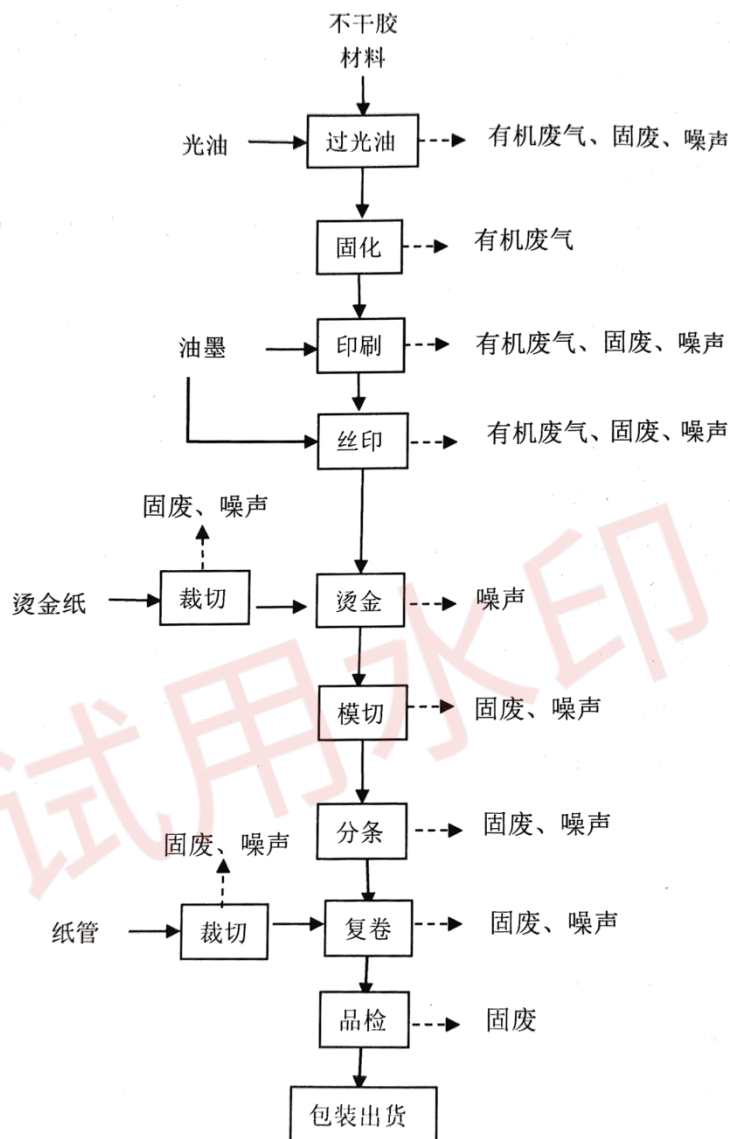 不干胶
材料
光油
过光油
有机废气、固废、噪声
固化
有机废气
油墨
印刷
有机废气、固废、噪声
丝印
有机废气、固废、噪声
固废、噪声
烫金纸
裁切
烫金
噪声
模切
固废、噪声
分条
固废、噪声
固废、噪声
纸管
裁切
复卷
固废、噪声
品检
固废
包装出货
试用水印